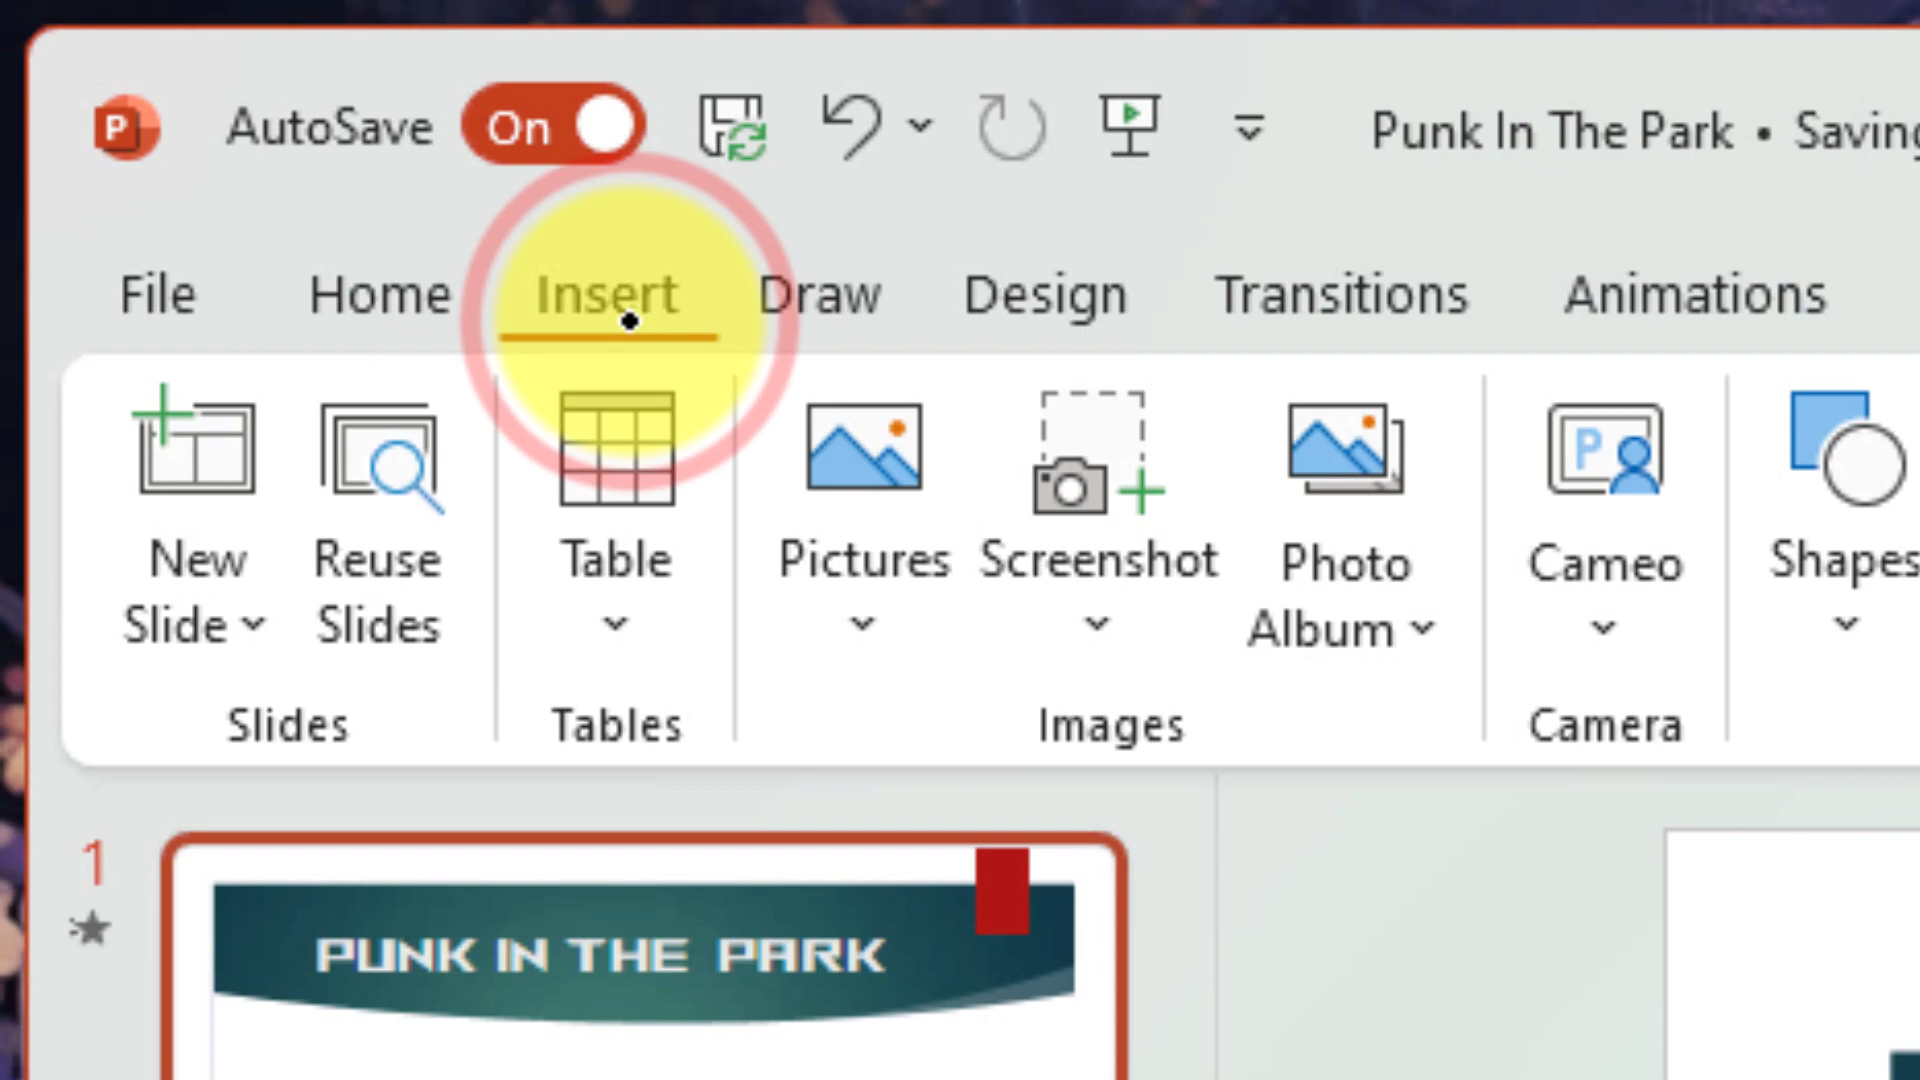 P AutoSave On Punk In The Park • Saving
File Home Insert Draw Design Transitions Animations
New Slide
Reuse Slides
Table
Pictures
Screenshot
Photo Album
P
Cameo
Shapes
Slides Tables Images Camera
1
PUNK IN THE PARK